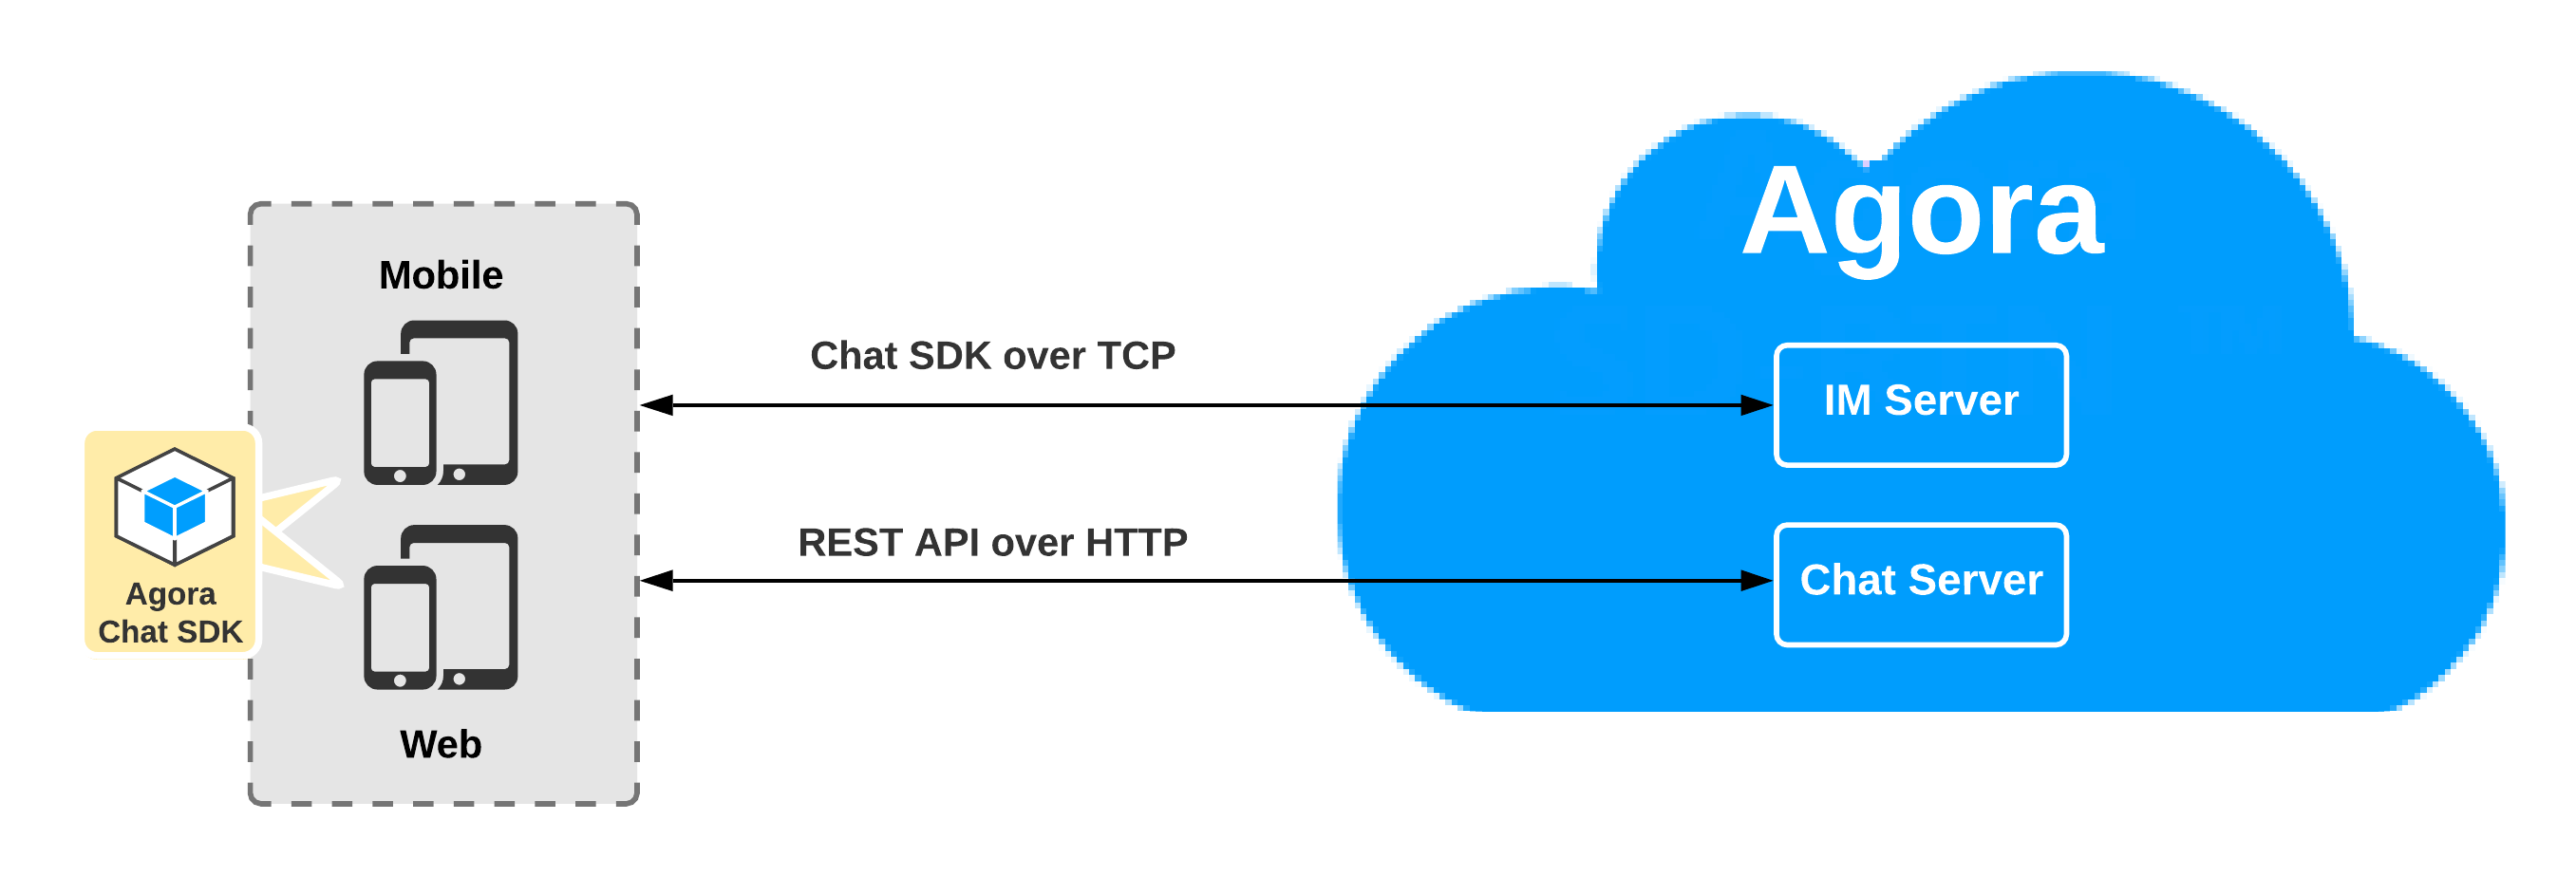 Mobile
Agora
Chat SDK
Web
Chat SDK over TCP
REST API over HTTP
Agora
IM Server
Chat Server